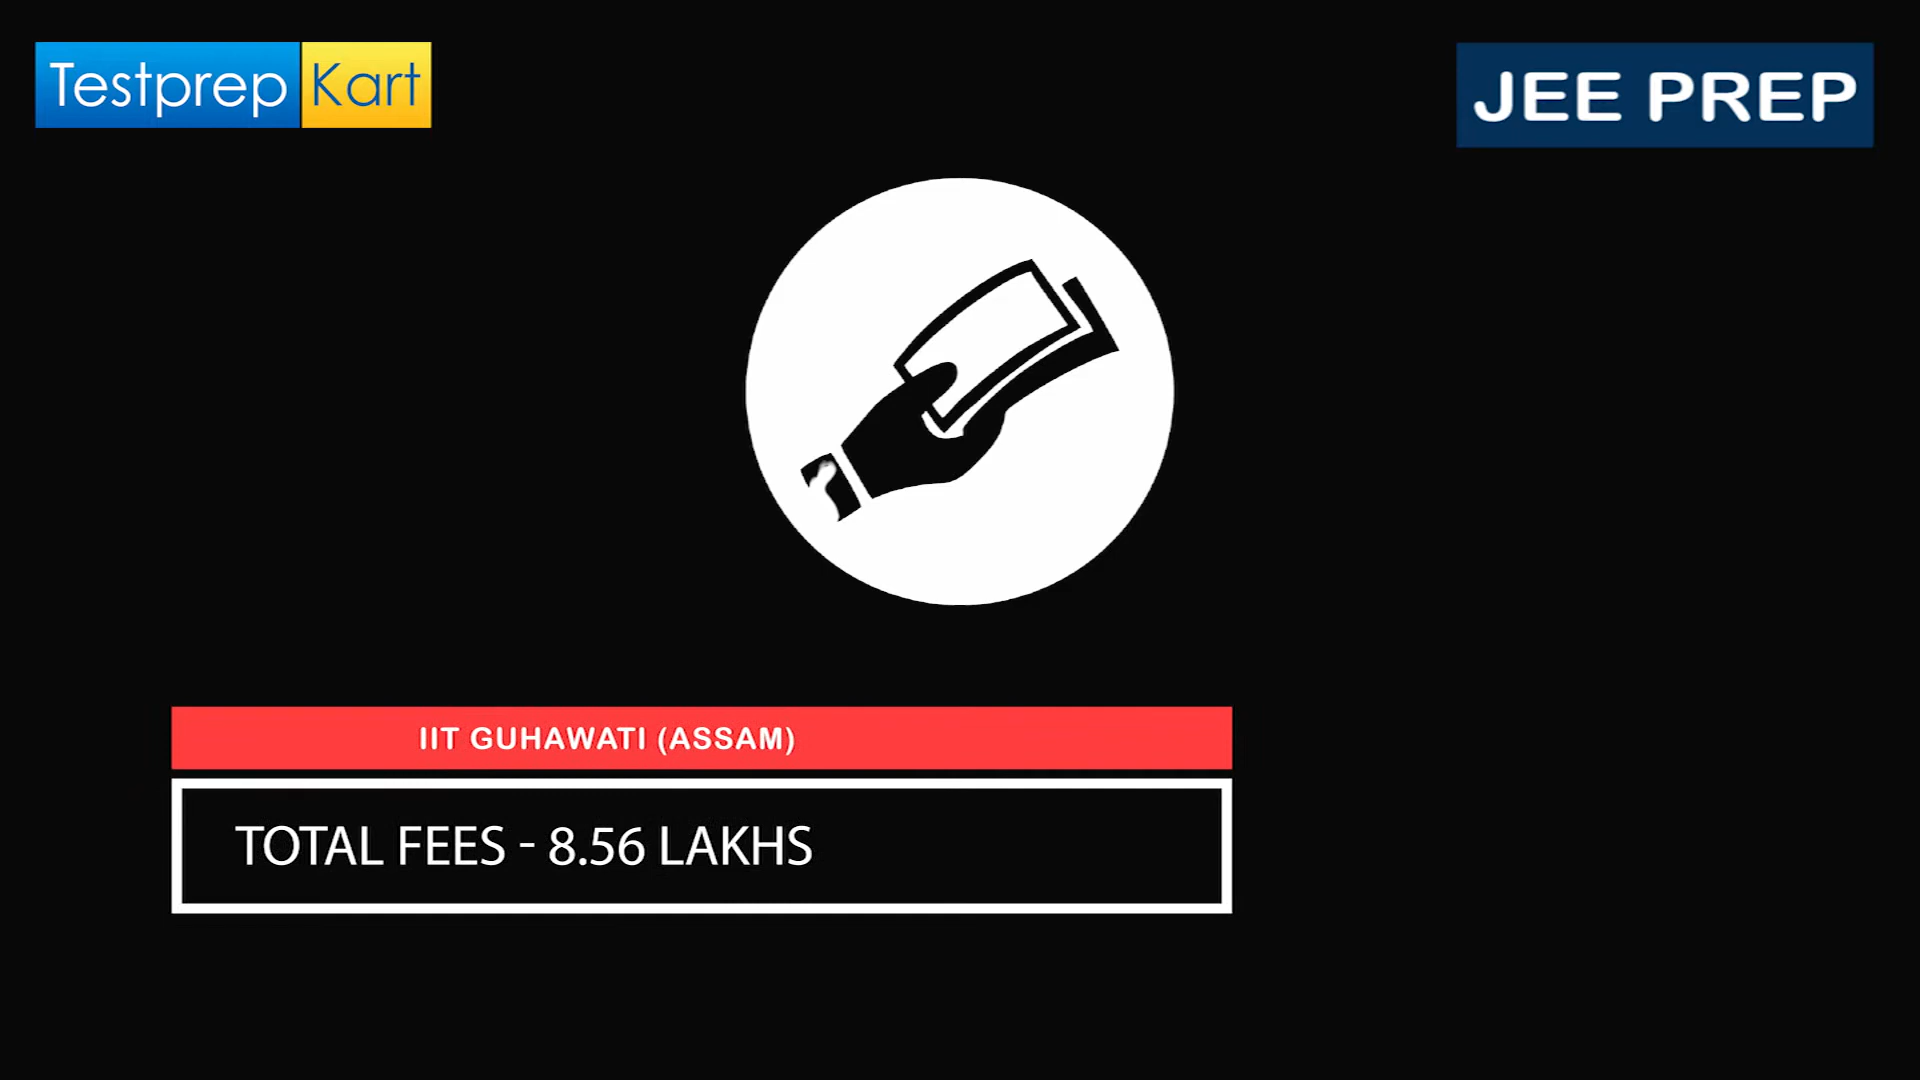 Testprep Kart
JEE PREP
IIT GUHAWATI (ASSAM)
TOTAL FEES - 8.56 LAKHS